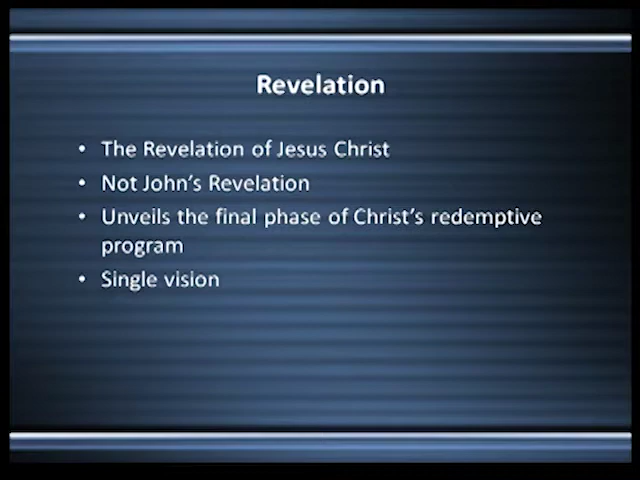 Revelation
• The Revelation of Jesus Christ
• Not John's Revelation
• Unveils the final phase of Christ's redemptive
program
• Single vision